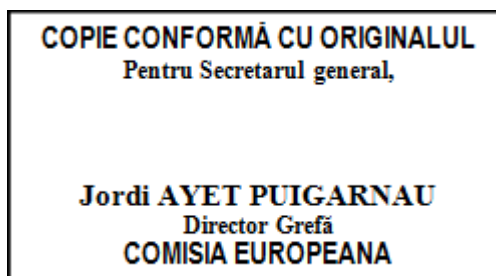 COPIE CONFORMĂ CU ORIGINALUL
Pentru Secretarul general,
Jordi AYET PUIGARNAU
Director Grefă
COMISIA EUROPEANA